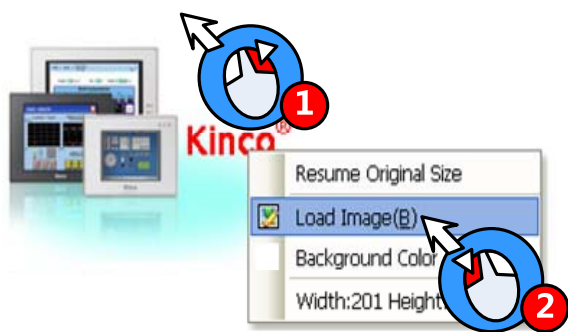 1
Kinco®
Resume Original Size
Load Image(B)
Background Color
Width:201 Height
2